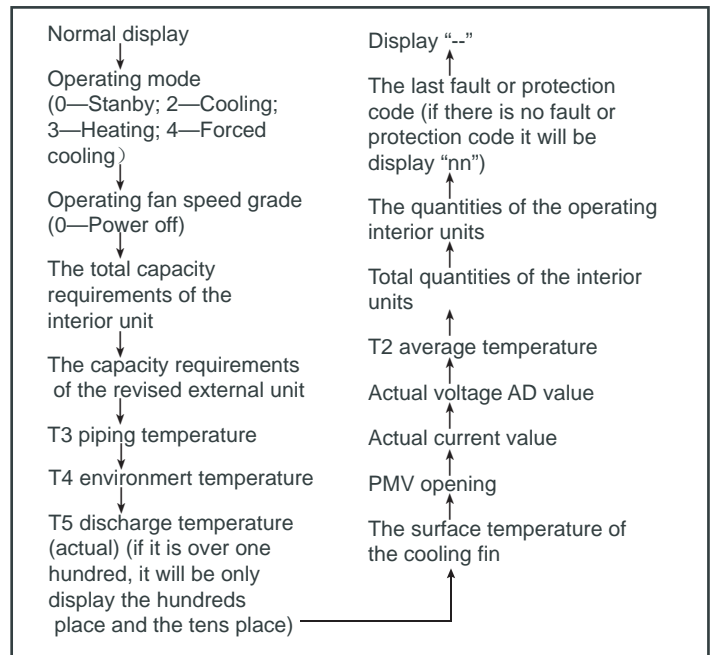 Normal display
Operating mode
(0—Stanby; 2—Cooling;
3—Heating; 4—Forced
cooling）
Operating fan speed grade
(0—Power off)
The total capacity
requirements of the
interior unit
The capacity requirements
of the revised external unit
T3 piping temperature
T4 environmert temperature
T5 discharge temperature
(actual) (if it is over one
hundred, it will be only
display the hundreds
place and the tens place)
The surface temperature of
the cooling fin
PMV opening
Actual current value
Actual voltage AD value
T2 average temperature
Total quantities of the interior
units
The quantities of the operating
interior units
The last fault or protection
code (if there is no fault or
protection code it will be
display “nn”)
Display “--”